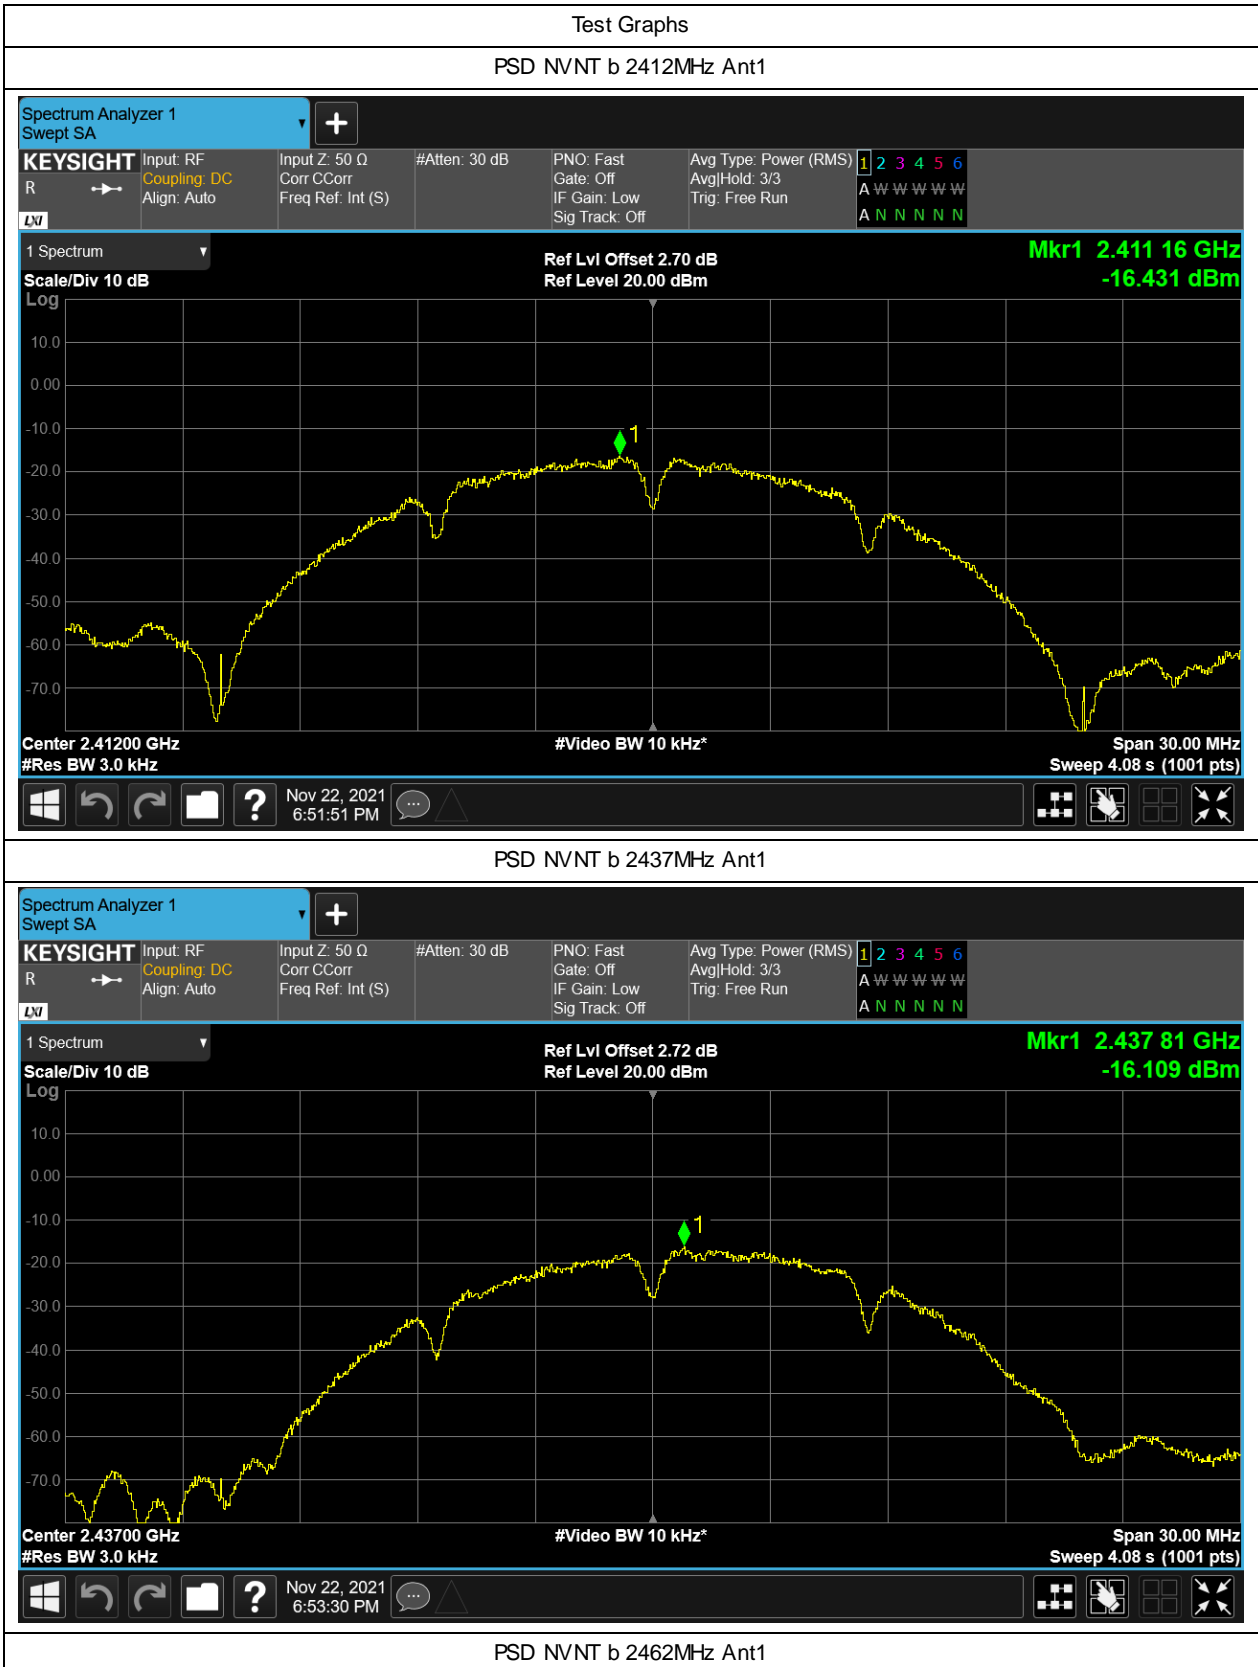 Test Graphs
PSD NVNT b 2412MHz Ant1
Spectrum Analyzer 1
Swept SA
KEYSIGHT
R
LXI
Input: RF
Coupling: DC
Align: Auto
Input Z: 50 Ω
Corr CCorr
Freq Ref: Int (S)
#Atten: 30 dB
PNO: Fast
Gate: Off
IF Gain: Low
Sig Track: Off
Avg Type: Power (RMS)
Avg|Hold: 3/3
Trig: Free Run
1 2 3 4 5 6
A W W W W W
A N N N N N
1 Spectrum
Scale/Div 10 dB
Log
Ref Lvl Offset 2.70 dB
Ref Level 20.00 dBm
Mkr1 2.411 16 GHz
-16.431 dBm
10.0
0.00
-10.0
-20.0
-30.0
-40.0
-50.0
-60.0
-70.0
1
Center 2.41200 GHz
#Res BW 3.0 kHz
#Video BW 10 kHz*
Span 30.00 MHz
Sweep 4.08 s (1001 pts)
Nov 22, 2021
6:51:51 PM
PSD NVNT b 2437MHz Ant1
Spectrum Analyzer 1
Swept SA
KEYSIGHT
R
LXI
Input: RF
Coupling: DC
Align: Auto
Input Z: 50 Ω
Corr CCorr
Freq Ref: Int (S)
#Atten: 30 dB
PNO: Fast
Gate: Off
IF Gain: Low
Sig Track: Off
Avg Type: Power (RMS)
Avg|Hold: 3/3
Trig: Free Run
1 2 3 4 5 6
A W W W W W
A N N N N N
1 Spectrum
Scale/Div 10 dB
Log
Ref Lvl Offset 2.72 dB
Ref Level 20.00 dBm
Mkr1 2.437 81 GHz
-16.109 dBm
10.0
0.00
-10.0
-20.0
-30.0
-40.0
-50.0
-60.0
-70.0
1
Center 2.43700 GHz
#Res BW 3.0 kHz
#Video BW 10 kHz*
Span 30.00 MHz
Sweep 4.08 s (1001 pts)
Nov 22, 2021
6:53:30 PM
PSD NVNT b 2462MHz Ant1